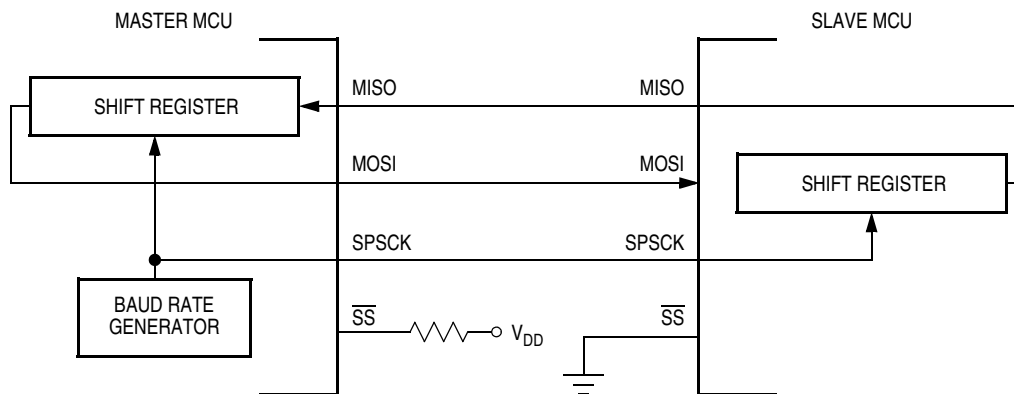 MASTER MCU
SLAVE MCU
SHIFT REGISTER
MISO
MISO
MOSI
MOSI
SHIFT REGISTER
SPSCK
SPSCK
BAUD RATE
GENERATOR
SS
V_DD
SS